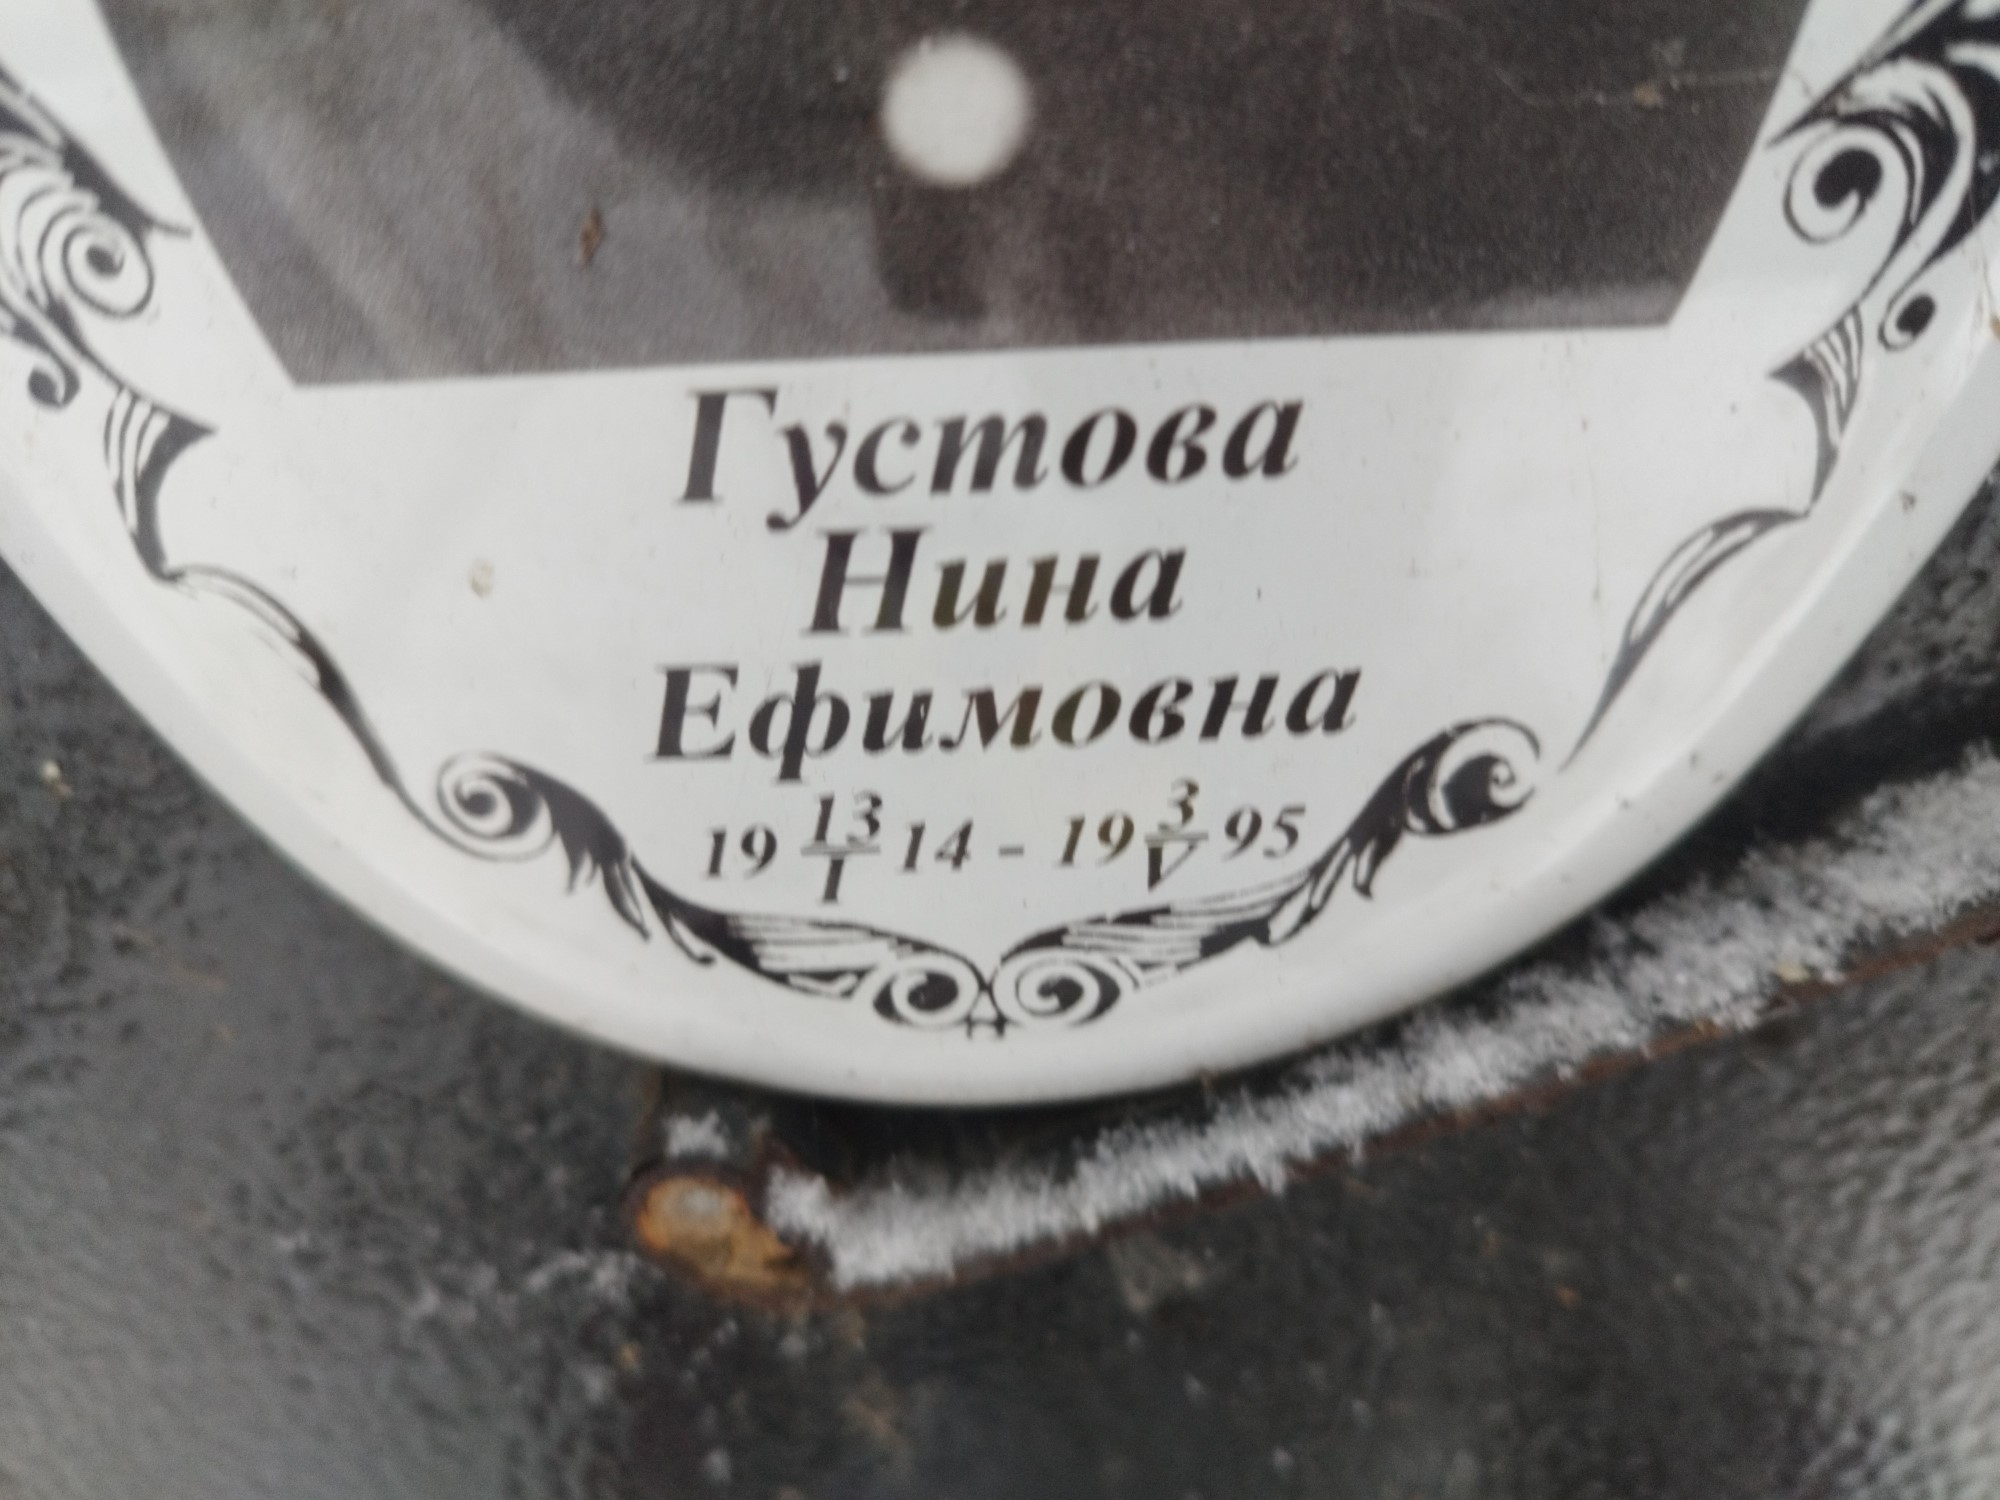 Густова
Нина
Ефимовна
19 13/I 14 - 19 3/V 95